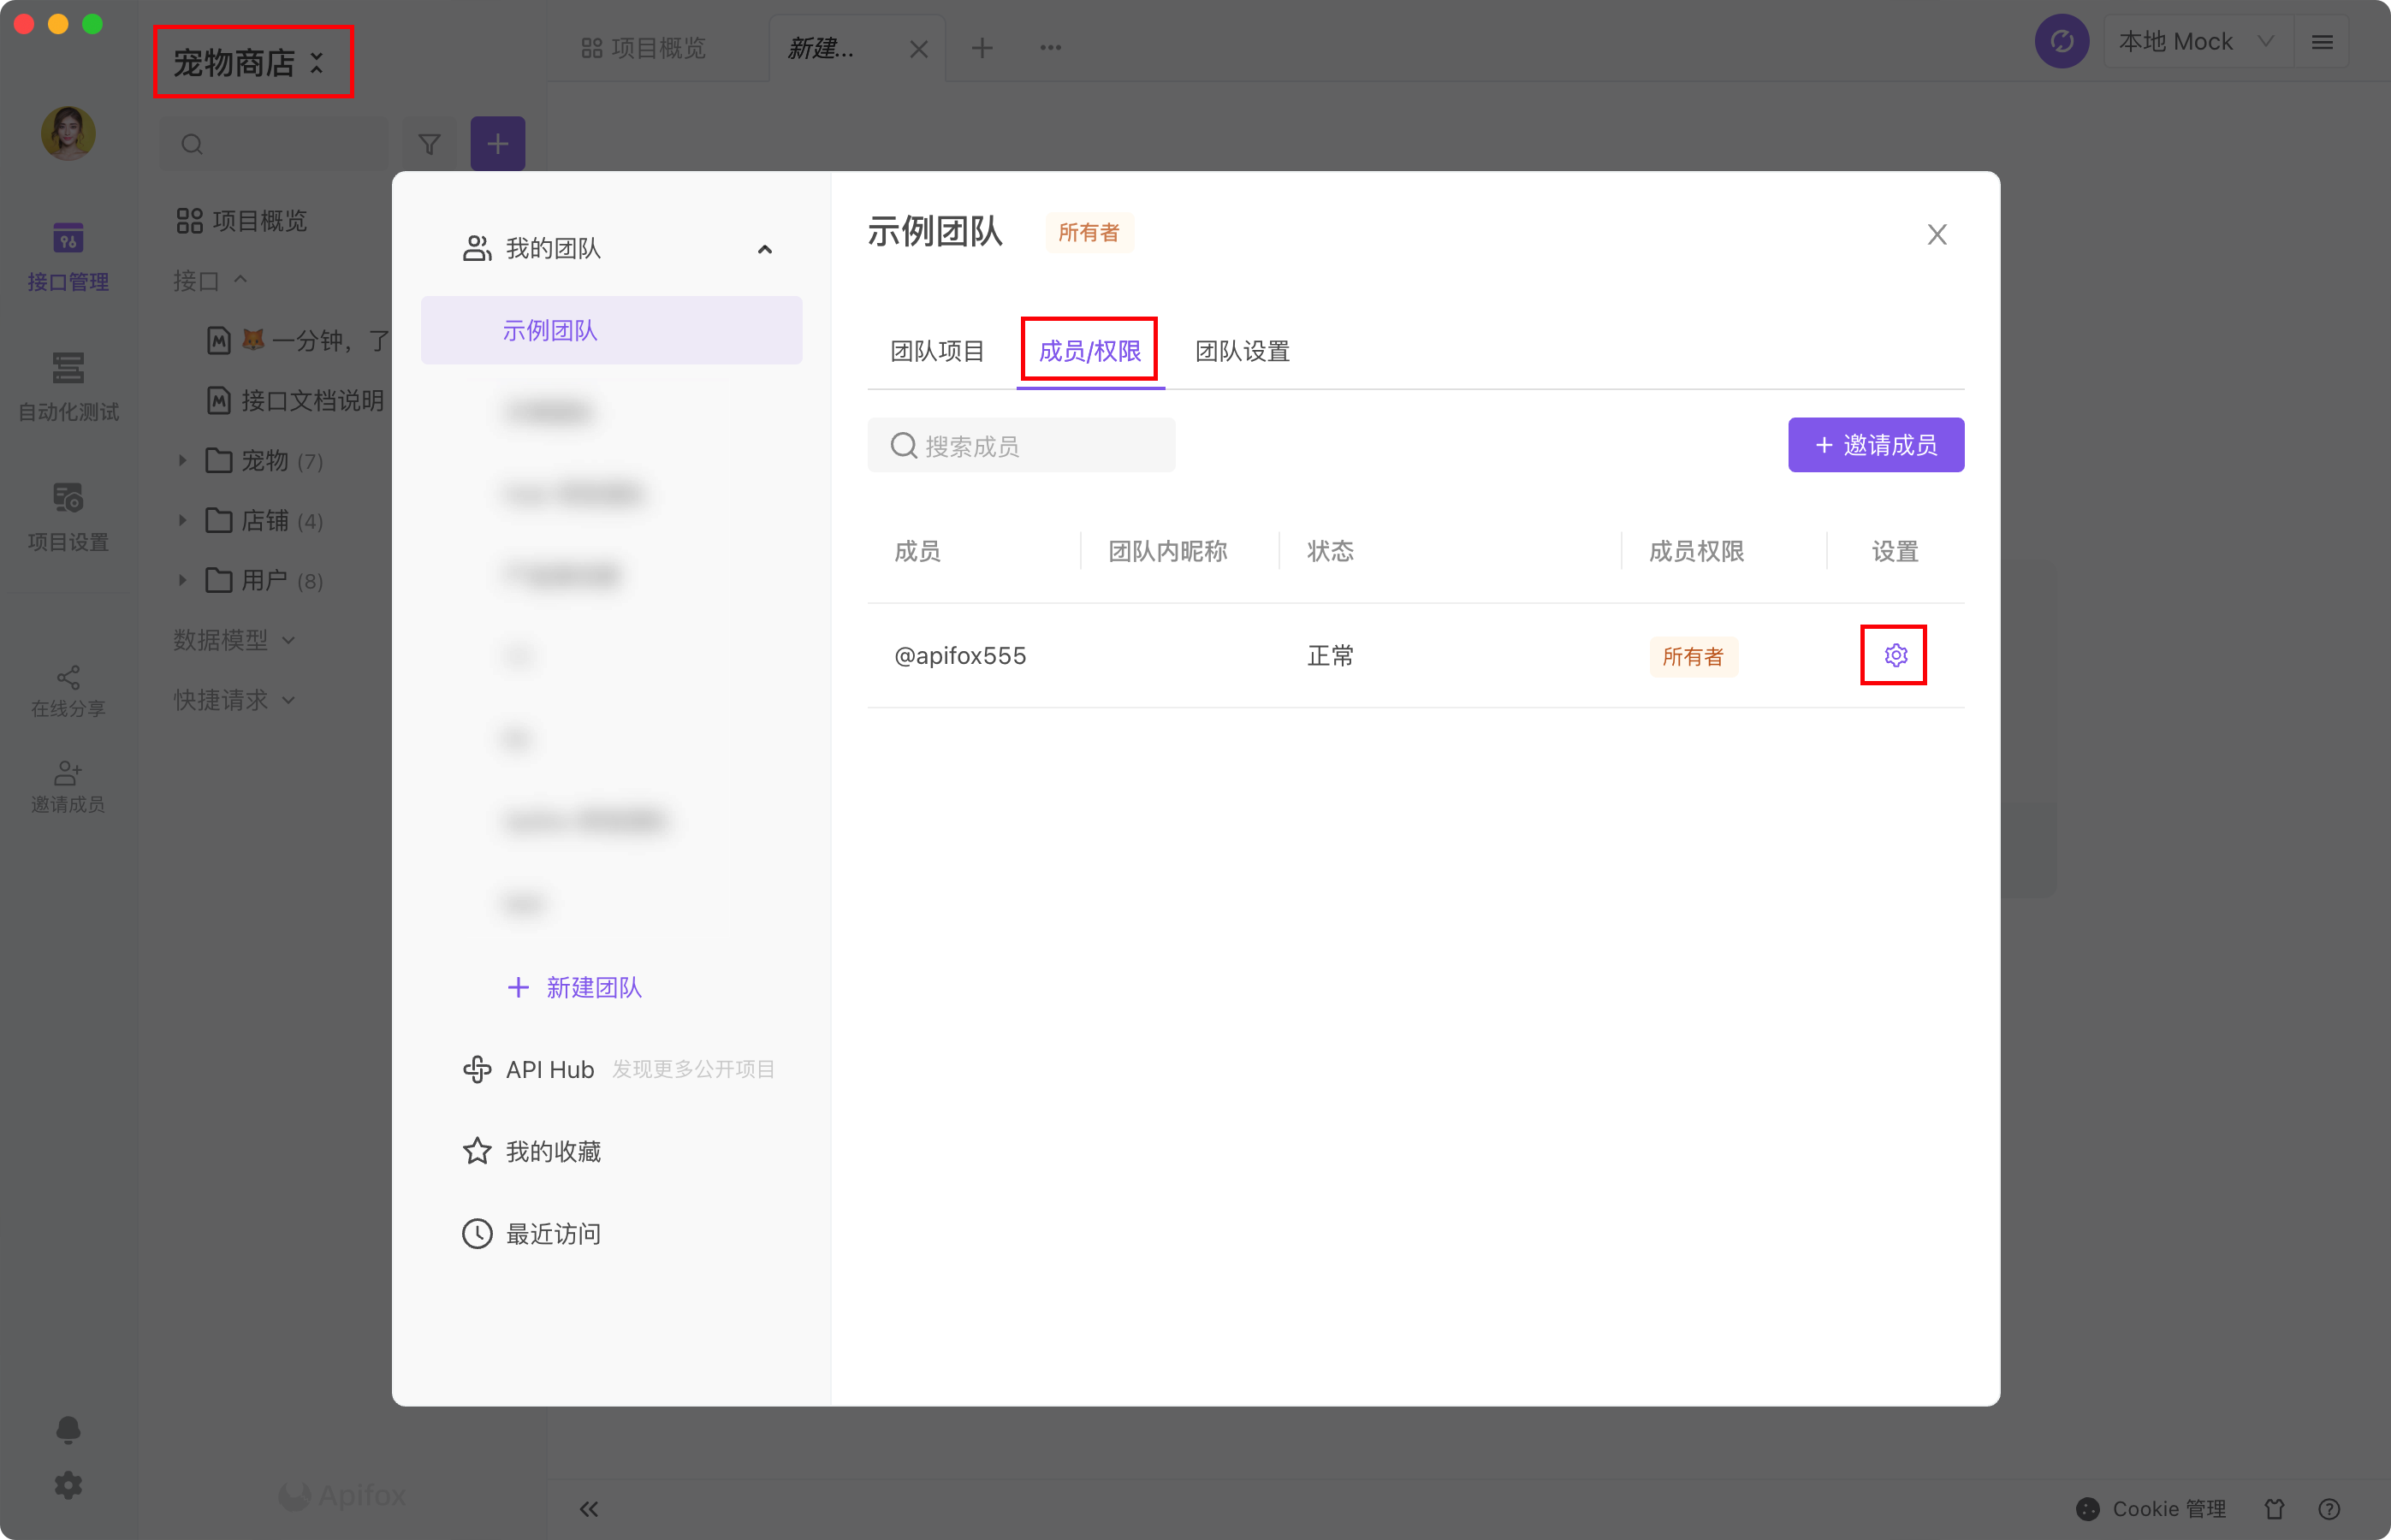 宠物商店
项目概览
新建...
本地 Mock
接口管理
自动化测试
项目设置
在线分享
邀请成员
项目概览
接口
一分钟，了
接口文档说明
宠物 (7)
店铺 (4)
用户 (8)
数据模型
快捷请求
Apifox
我的团队
示例团队
新建团队
API Hub 发现更多公开项目
我的收藏
最近访问
示例团队 所有者
团队项目 成员/权限 团队设置
搜索成员
邀请成员
成员 团队内昵称 状态 成员权限 设置
@apifox555 正常 所有者
Cookie 管理